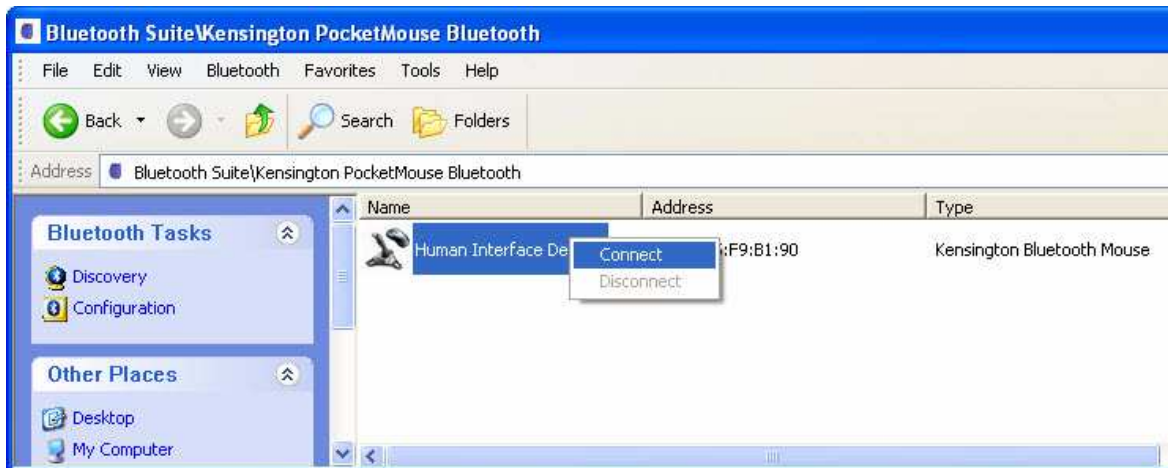 Bluetooth Suite\Kensington PocketMouse Bluetooth
File Edit View Bluetooth Favorites Tools Help
Back Search Folders
Address Bluetooth Suite\Kensington PocketMouse Bluetooth
Name Address Type
Bluetooth Tasks
Human Interface De :F9:B1:90 Kensington Bluetooth Mouse
Connect
Discovery
Disconnect
Configuration
Other Places
Desktop
My Computer